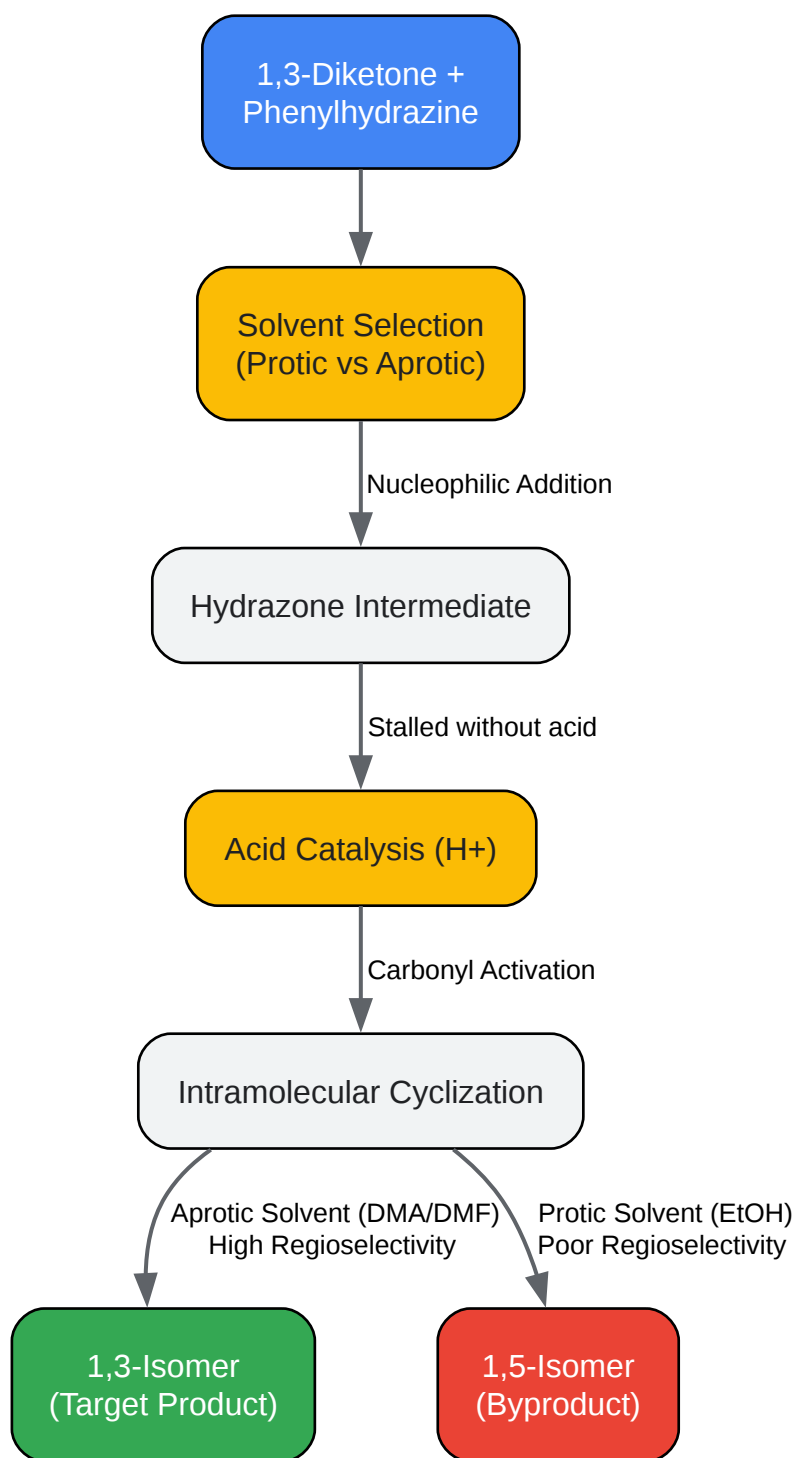 1,3-Diketone +
Phenylhydrazine
Solvent Selection
(Protic vs Aprotic)
Nucleophilic Addition
Hydrazone Intermediate
Stalled without acid
Acid Catalysis (H+)
Carbonyl Activation
Intramolecular Cyclization
Aprotic Solvent (DMA/DMF)
High Regioselectivity
Protic Solvent (EtOH)
Poor Regioselectivity
1,3-Isomer
(Target Product)
1,5-Isomer
(Byproduct)